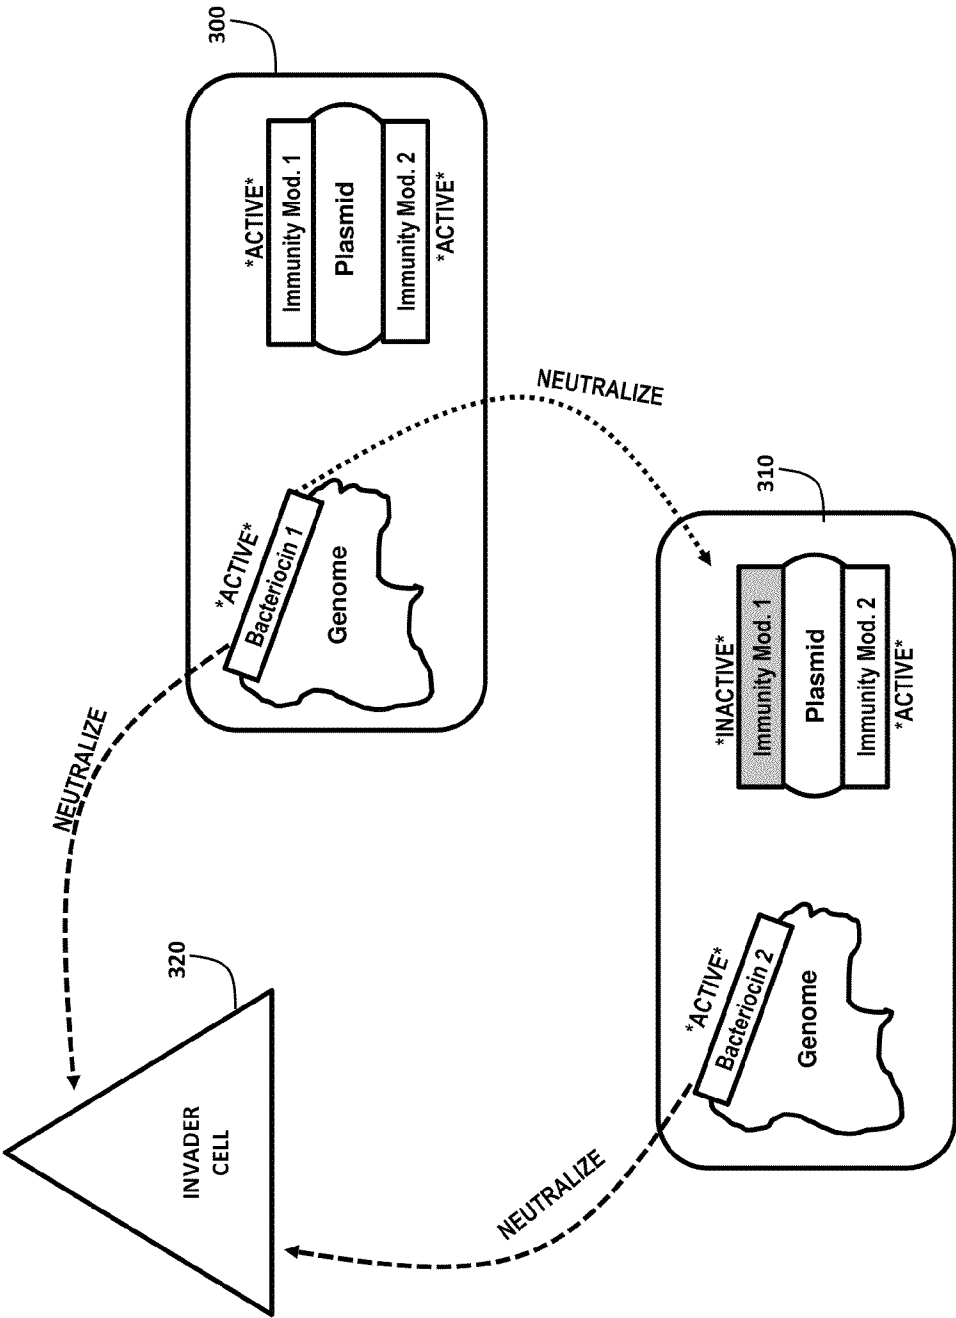 320
INVADER
CELL
NEUTRALIZE
300
*ACTIVE*
Bacteriocin 1
Genome
*ACTIVE*
Immunity Mod. 1
Plasmid
Immunity Mod. 2
*ACTIVE*
NEUTRALIZE
NEUTRALIZE
310
*ACTIVE*
Bacteriocin 2
Genome
*INACTIVE*
Immunity Mod. 1
Plasmid
Immunity Mod. 2
*ACTIVE*